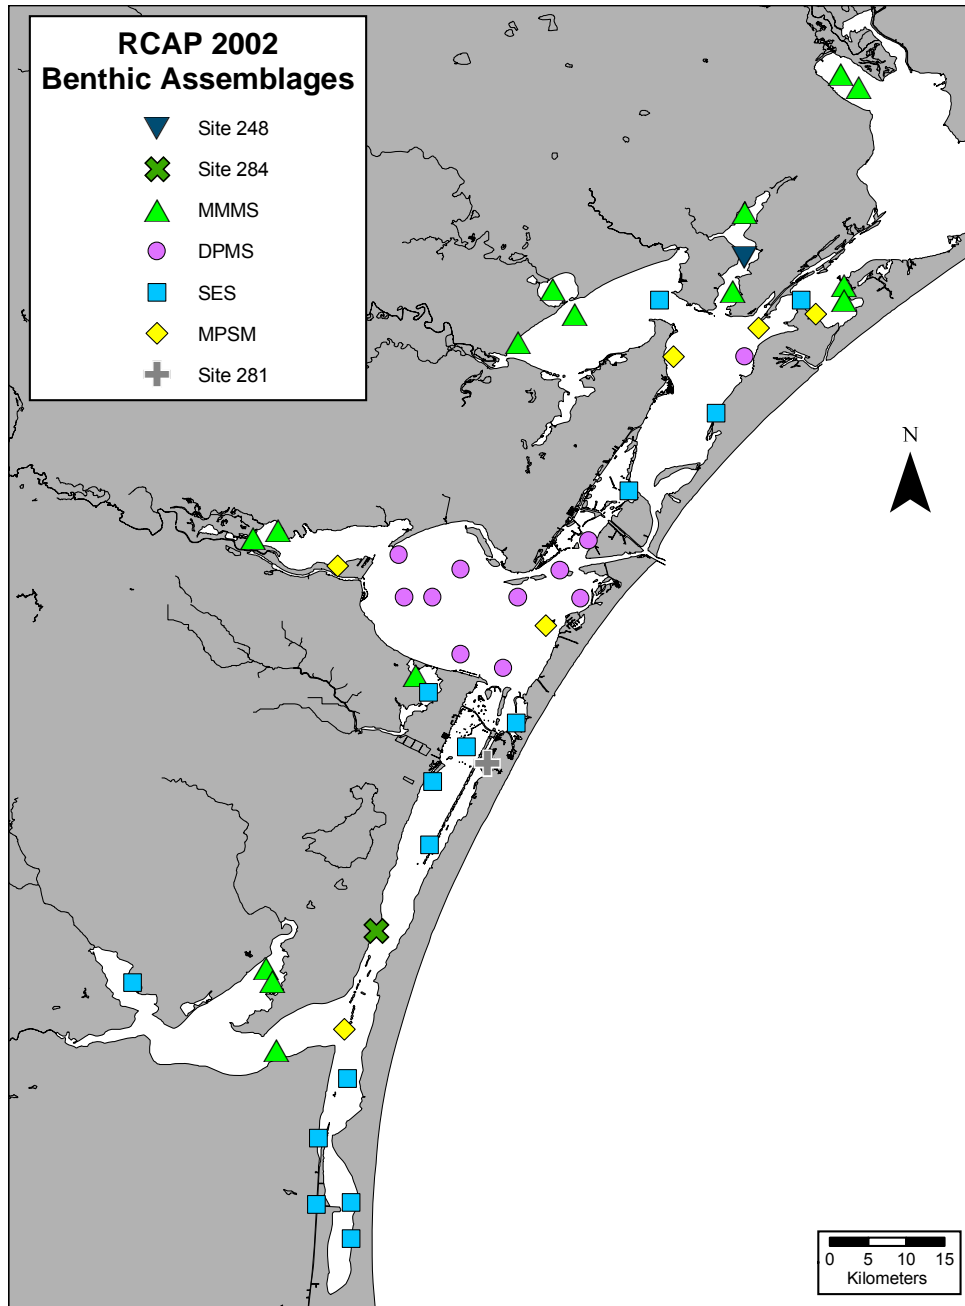 RCAP 2002
Benthic Assemblages
Site 248
Site 284
MMMS
DPMS
SES
MPSM
Site 281
N
0 5 10 15
Kilometers